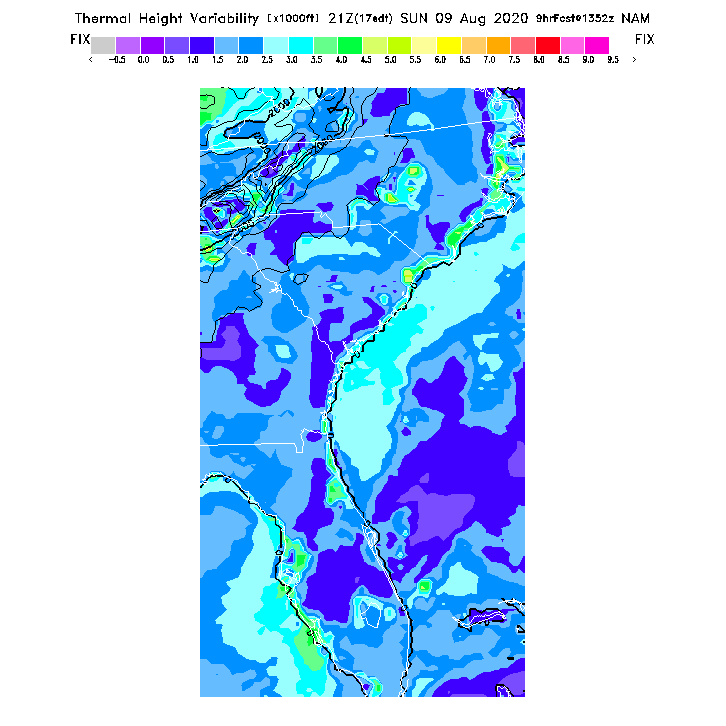 Thermal Height Variability [x1000ft] 21Z(17edt) SUN 09 Aug 2020 9hrFcst@1352z NAM
FIX FIX
< -0.5 0.0 0.5 1.0 1.5 2.0 2.5 3.0 3.5 4.0 4.5 5.0 5.5 6.0 6.5 7.0 7.5 8.0 8.5 9.0 9.5 >
2000